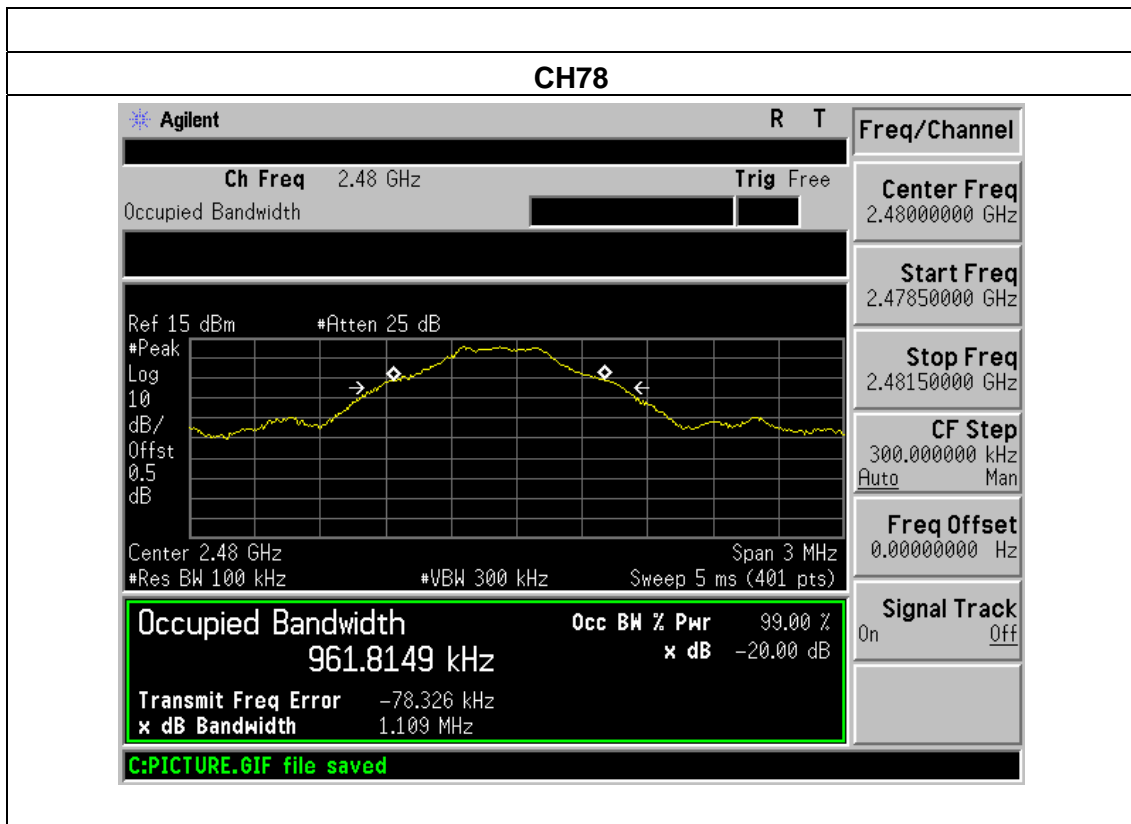 CH78
Agilent R T
Freq/Channel
Ch Freq 2.48 GHz Trig Free
Occupied Bandwidth
Center Freq
2.48000000 GHz
Start Freq
2.47850000 GHz
Stop Freq
2.48150000 GHz
CF Step
300.000000 kHz
Auto Man
Freq Offset
0.00000000 Hz
Signal Track
On Off
Ref 15 dBm #Atten 25 dB
#Peak
Log
10
dB/
Offst
0.5
dB
Center 2.48 GHz Span 3 MHz
#Res BW 100 kHz #VBW 300 kHz Sweep 5 ms (401 pts)
Occupied Bandwidth Occ BW % Pwr 99.00 %
961.8149 kHz x dB -20.00 dB
Transmit Freq Error -78.326 kHz
x dB Bandwidth 1.109 MHz
C:PICTURE.GIF file saved